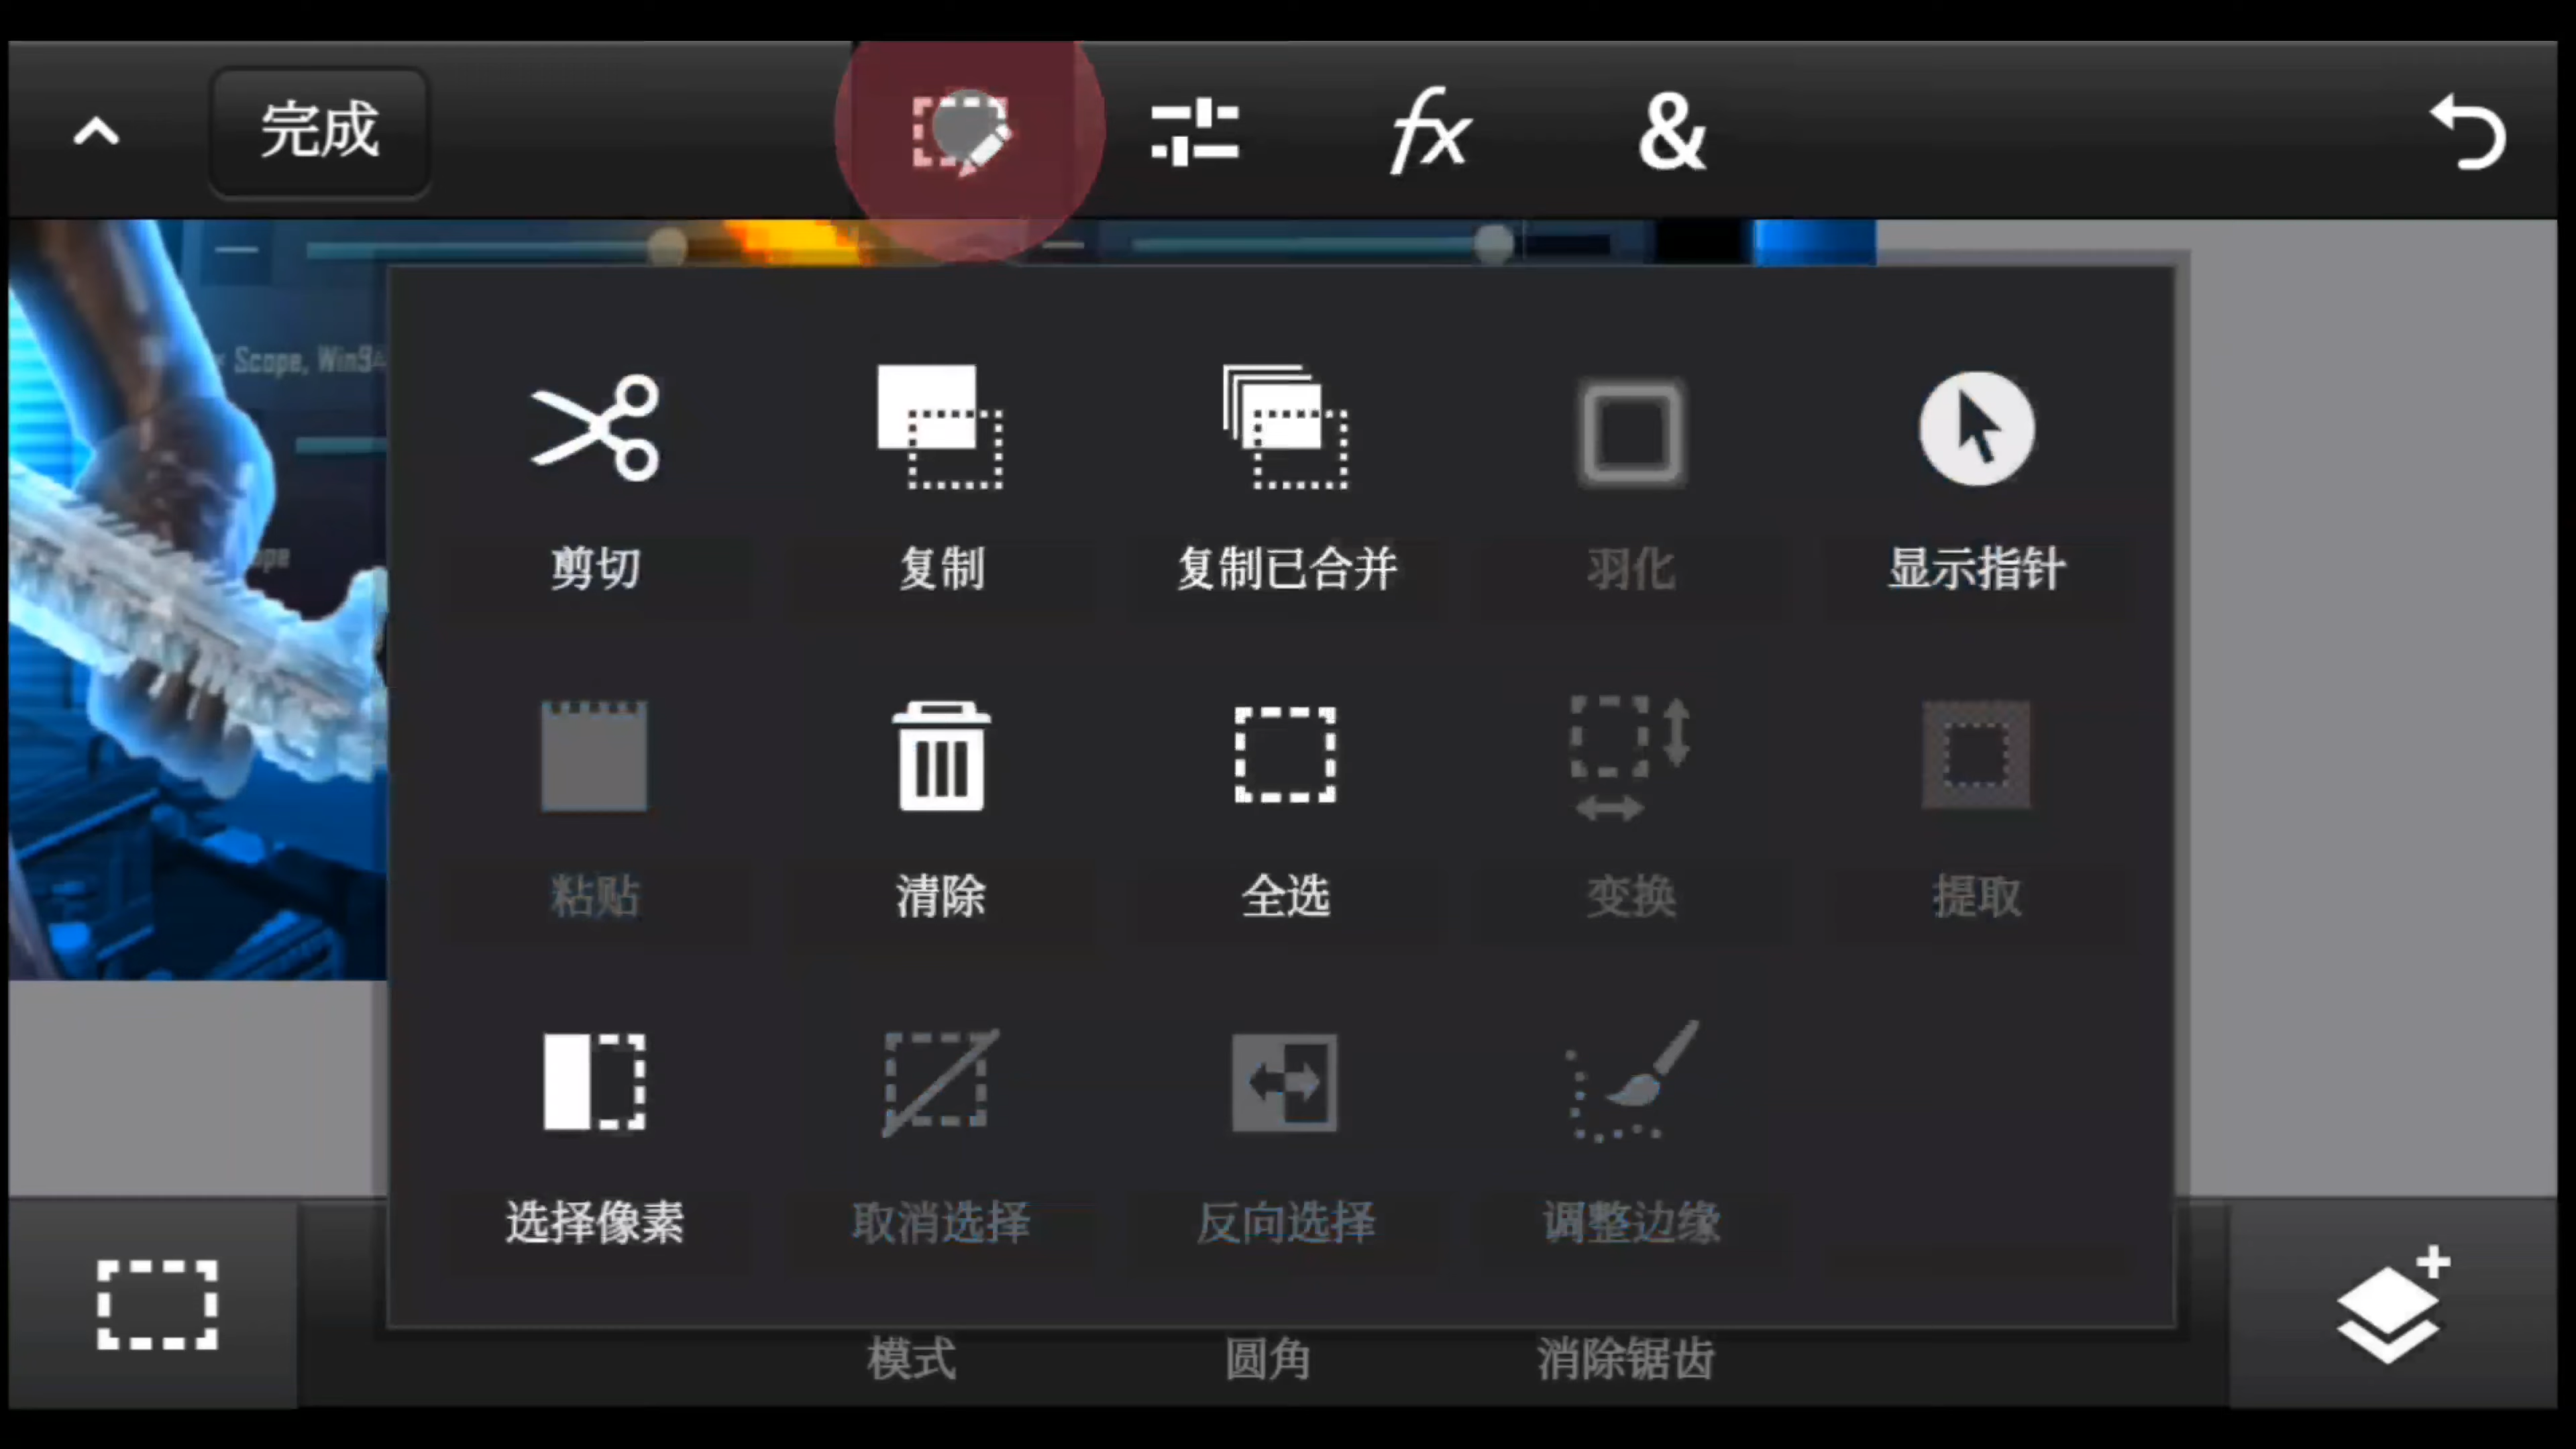 完成
fx
&
Scope, Win94
剪切
复制
复制已合并
羽化
显示指针
粘贴
清除
全选
变换
提取
选择像素
取消选择
反向选择
调整边缘
模式
圆角
消除锯齿